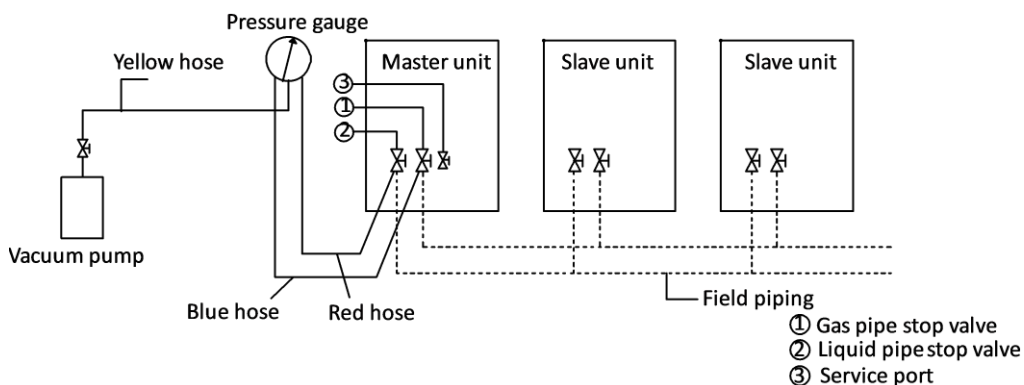 Pressure gauge
Yellow hose
Master unit
Slave unit
Slave unit
③
①
②
Vacuum pump
Blue hose
Red hose
Field piping
① Gas pipe stop valve
② Liquid pipe stop valve
③ Service port